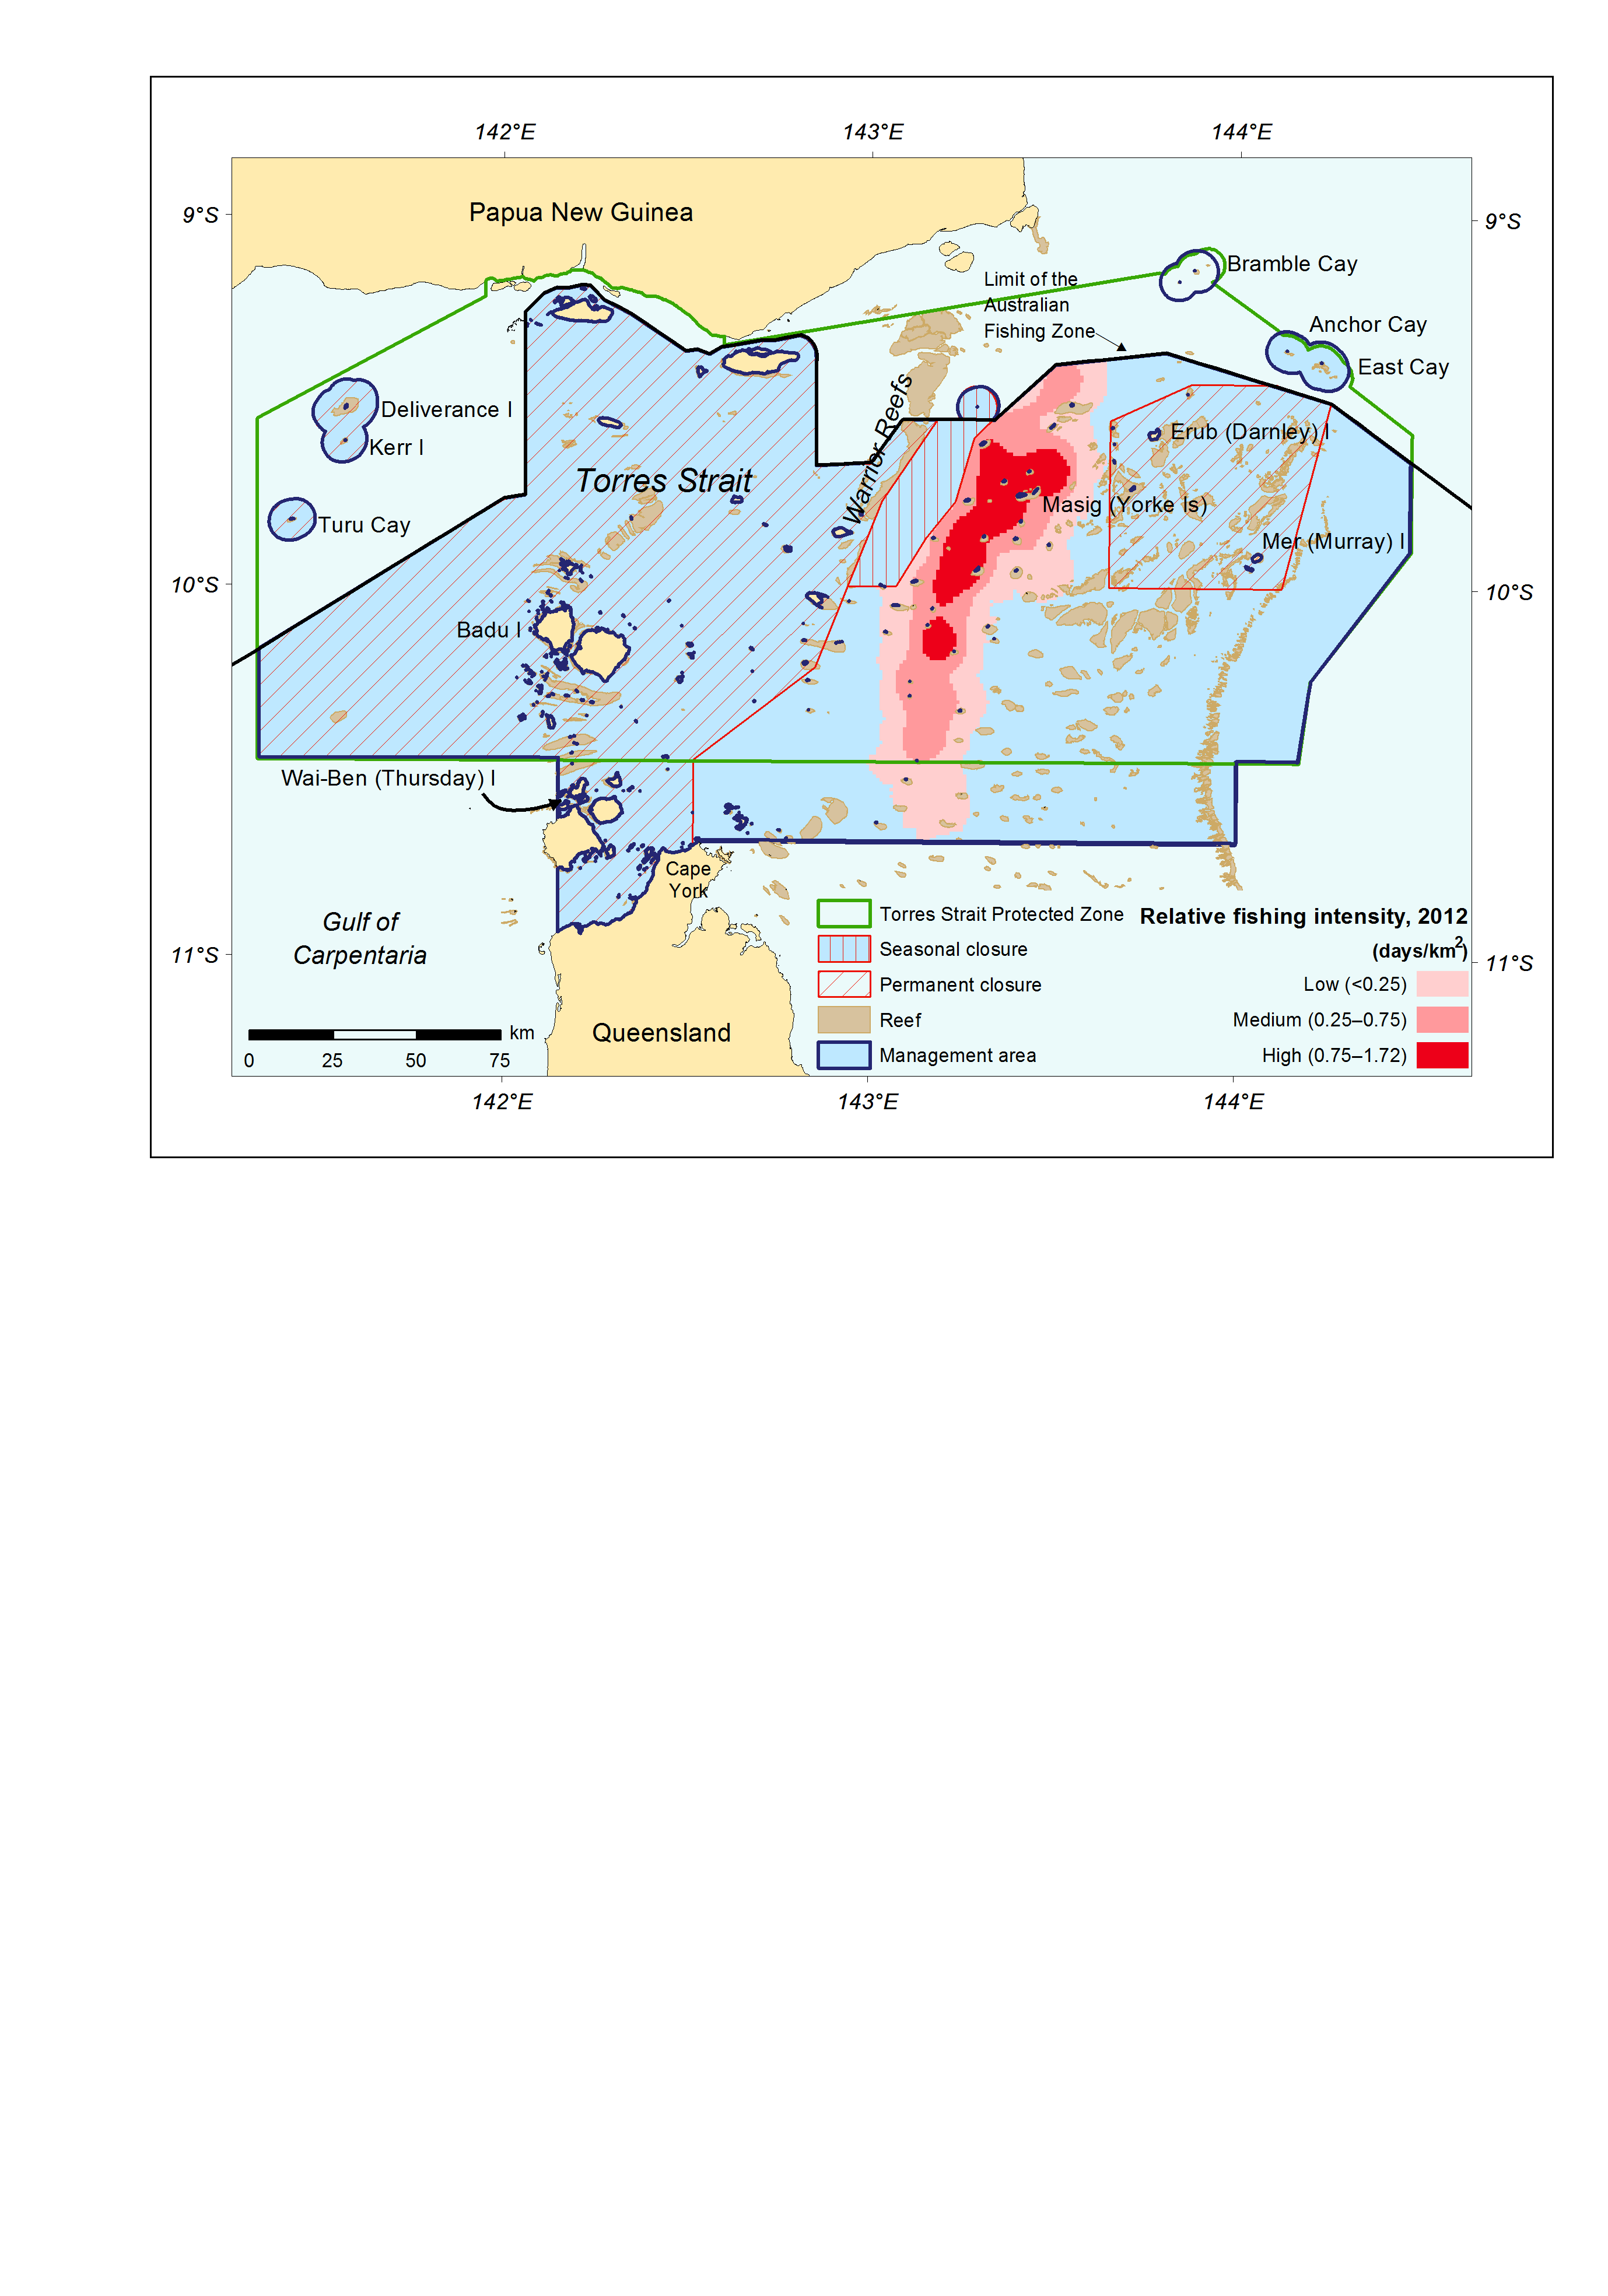 142°E
143°E
144°E
9°S
9°S
Papua New Guinea
Bramble Cay
Limit of the
Australian
Fishing Zone
Anchor Cay
East Cay
Deliverance I
Kerr I
Warrior Reefs
Erub (Darnley) I
Torres Strait
Masig (Yorke Is)
Turu Cay
Mer (Murray) I
10°S
10°S
Badu I
Wai-Ben (Thursday) I
Cape
York
Gulf of
Carpentaria
11°S
11°S
Queensland
km
0 25 50 75
Torres Strait Protected Zone
Seasonal closure
Permanent closure
Reef
Management area
Relative fishing intensity, 2012
(days/km2)
Low (<0.25)
Medium (0.25–0.75)
High (0.75–1.72)
142°E
143°E
144°E